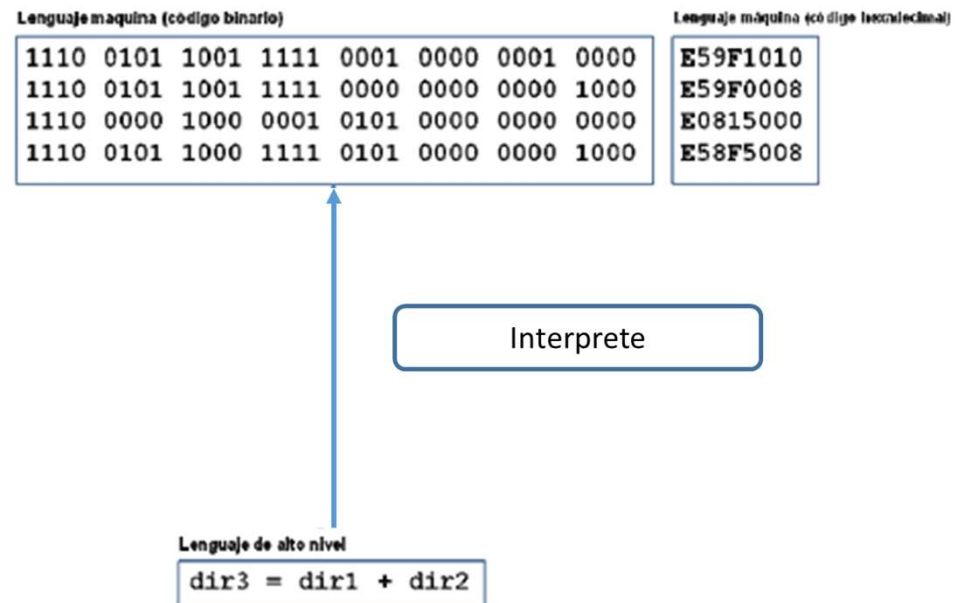 Lenguaje maquina (código binario)
1110 0101 1001 1111 0001 0000 0001 0000
1110 0101 1001 1111 0000 0000 0000 1000
1110 0000 1000 0001 0101 0000 0000 0000
1110 0101 1000 1111 0101 0000 0000 1000
Lenguaje máquina (código hexadecimal)
E59F1010
E59F0008
E0815000
E58F5008
Interprete
Lenguaje de alto nivel
dir3 = dir1 + dir2